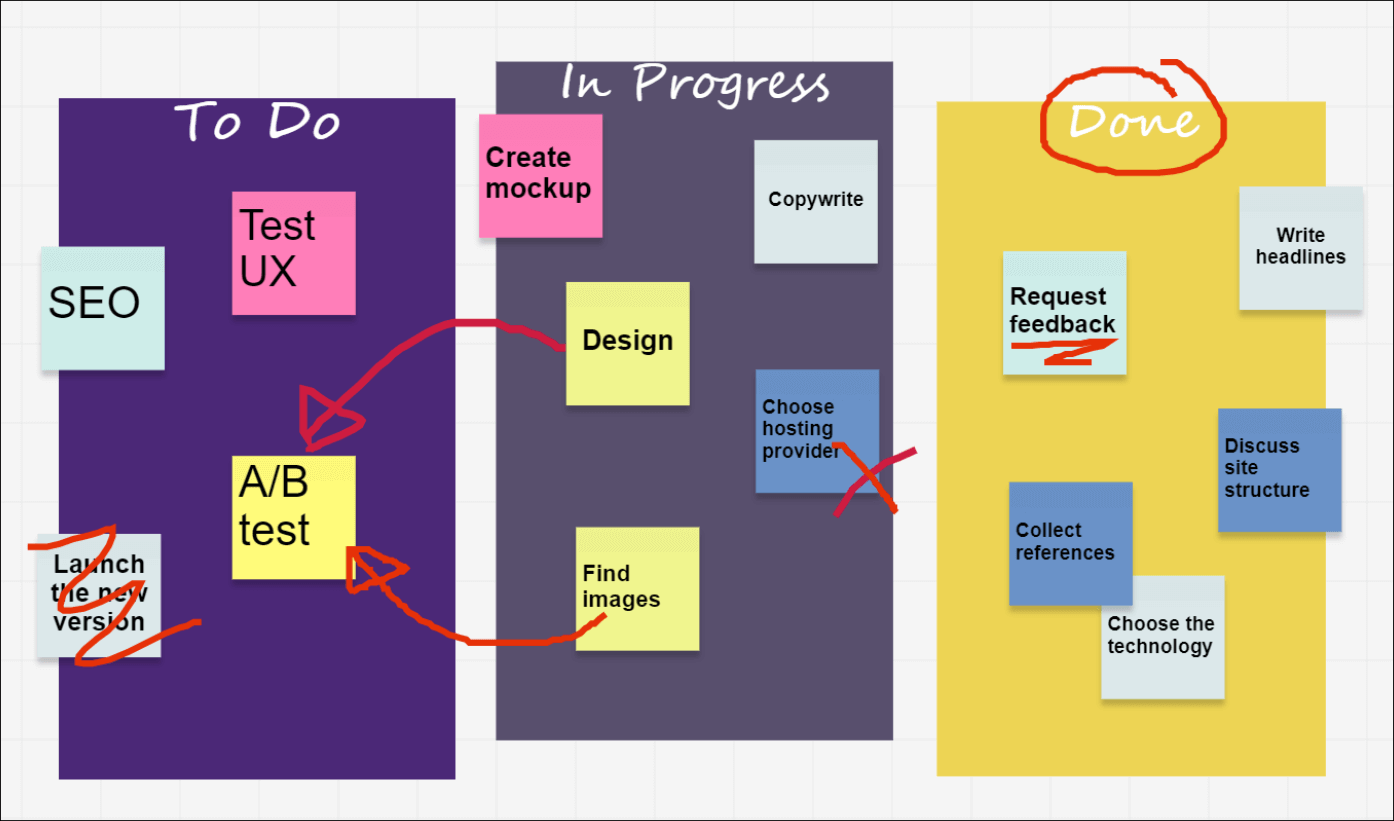 To Do
Test
UX
SEO
A/B
test
Launch
the new
version
In Progress
Create
mockup
Copywrite
Design
Choose
hosting
provider
Find
images
Done
Write
headlines
Request
feedback
Discuss
site
structure
Collect
references
Choose the
technology